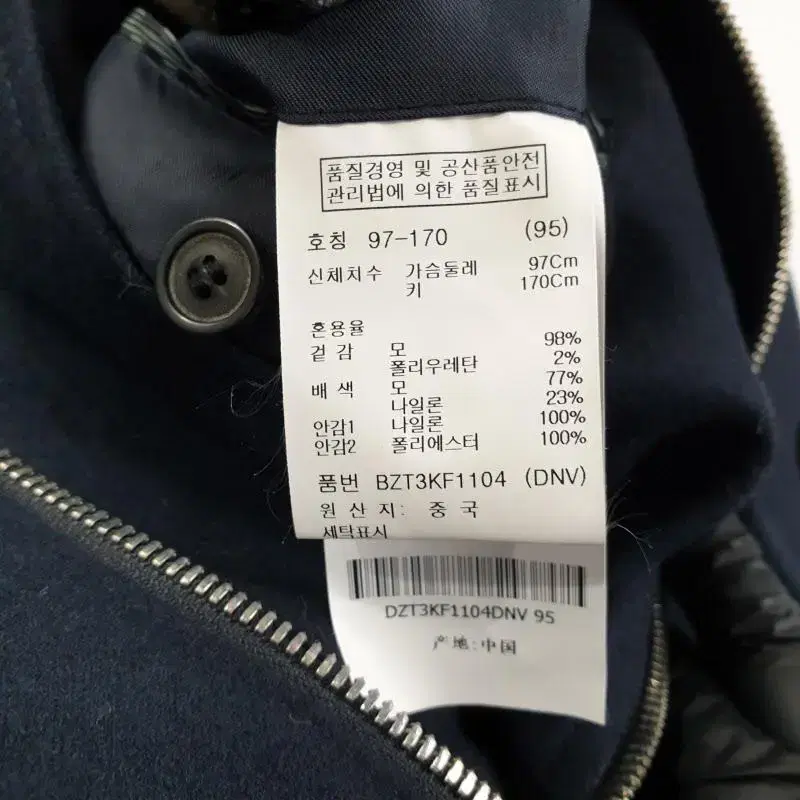 품질경영 및 공산품안전
관리법에 의한 품질표시
호칭 97-170 (95)
신체치수 가슴둘레 97Cm
키 170Cm
혼용율
겉감 모 98%
폴리우레탄 2%
배색 모 77%
나일론 23%
안감1 나일론 100%
안감2 폴리에스터 100%
품번 BZT3KF1104 (DNV)
원산지: 중국
세탁표시
DZT3KF1104DNV 95
产地:中国